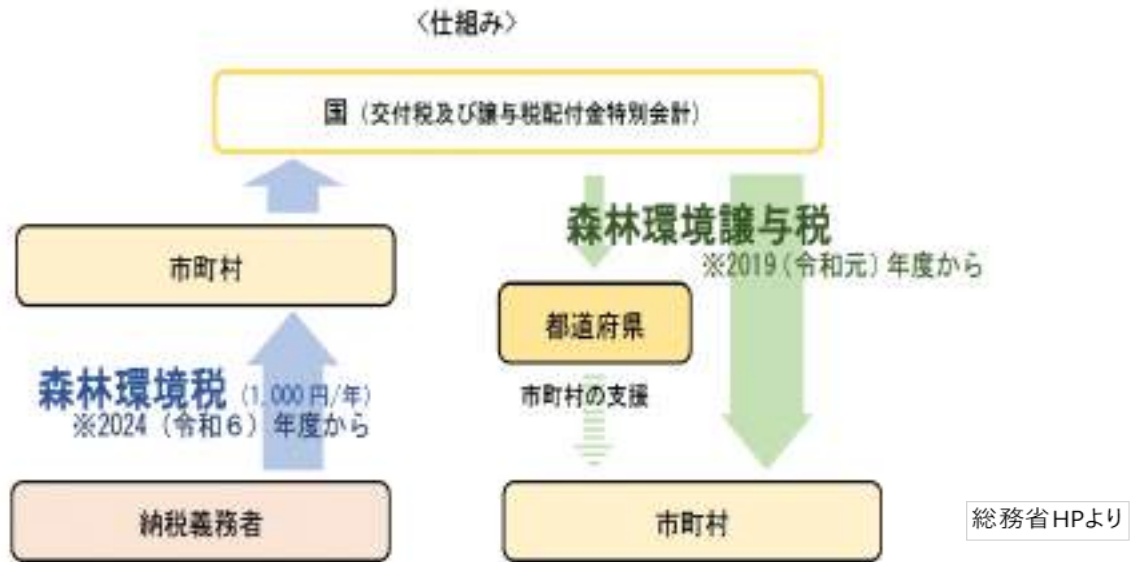 〈仕組み〉
国（交付税及び譲与税配付金特別会計）
森林環境譲与税
※2019（令和元）年度から
市町村
都道府県
森林環境税（1,000円/年）
※2024（令和６）年度から
市町村の支援
納税義務者
市町村
総務省HPより